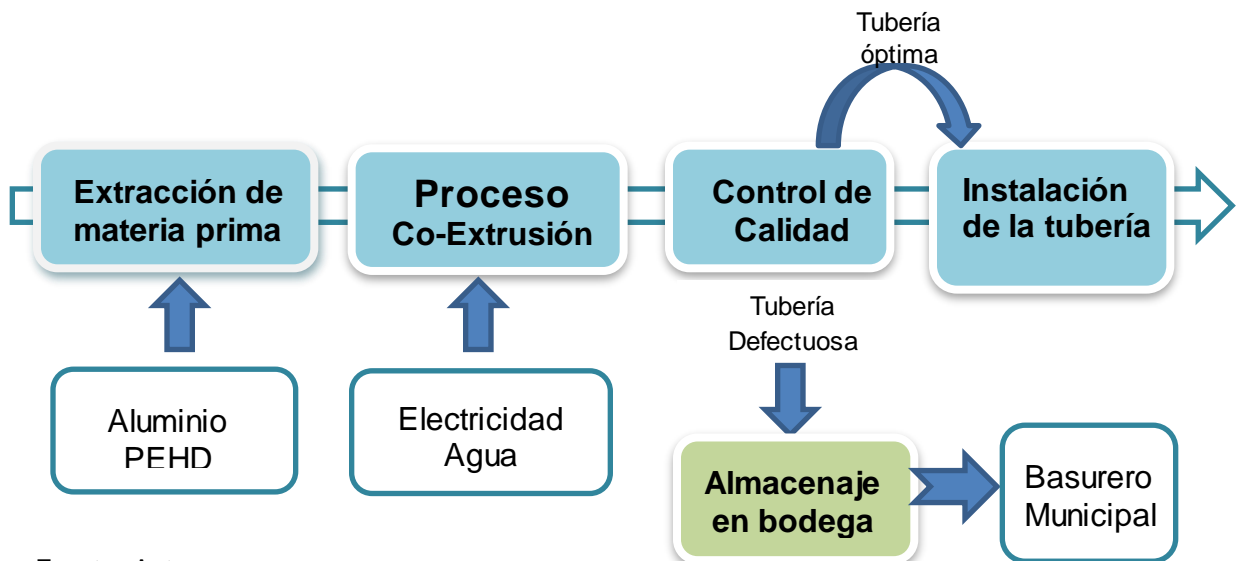 Tubería
óptima
Extracción de
materia prima
Proceso
Co-Extrusión
Control de
Calidad
Instalación
de la tubería
Tubería
Defectuosa
Aluminio
PEHD
Electricidad
Agua
Almacenaje
en bodega
Basurero
Municipal